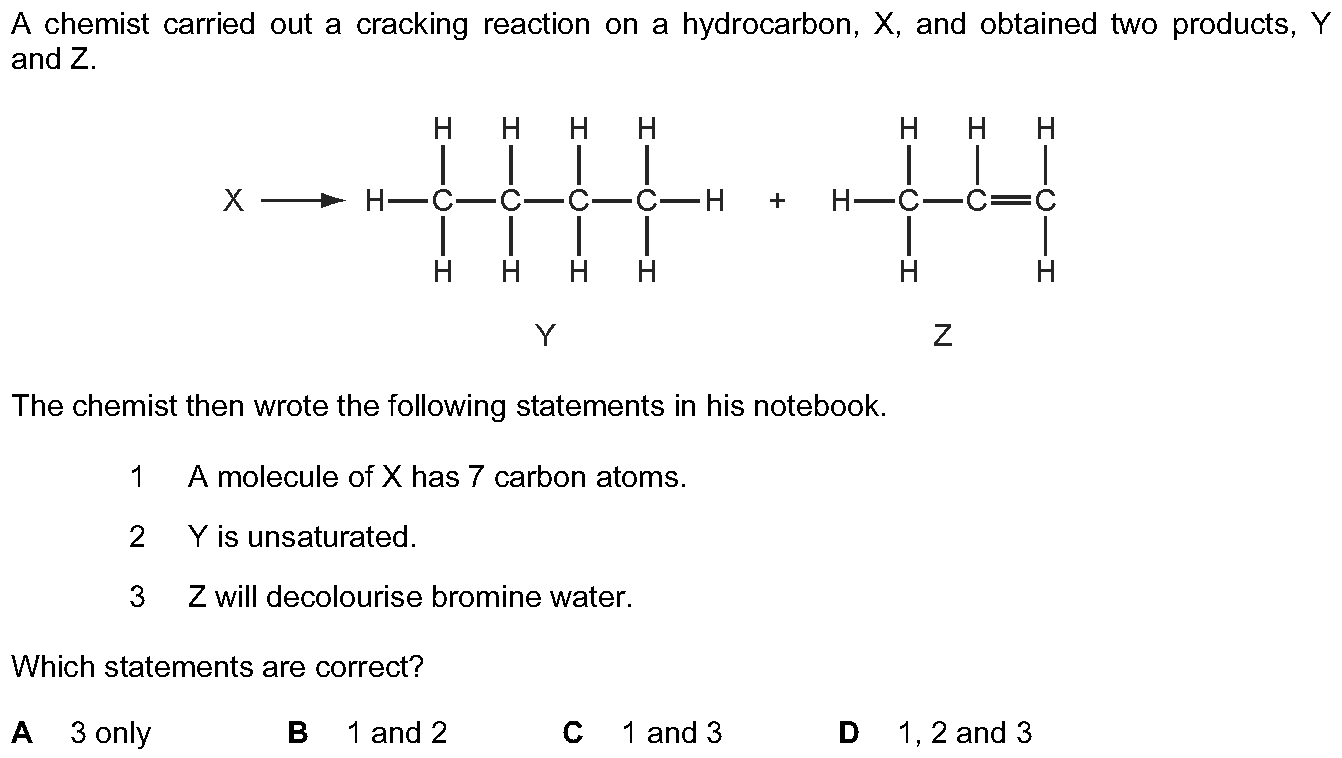 A chemist carried out a cracking reaction on a hydrocarbon, X, and obtained two products, Y
and Z.
H H H H H H H
X H C C C C H + H C C C
H H H H H H
Y Z
The chemist then wrote the following statements in his notebook.
1 A molecule of X has 7 carbon atoms.
2 Y is unsaturated.
3 Z will decolourise bromine water.
Which statements are correct?
A 3 only B 1 and 2 C 1 and 3 D 1, 2 and 3